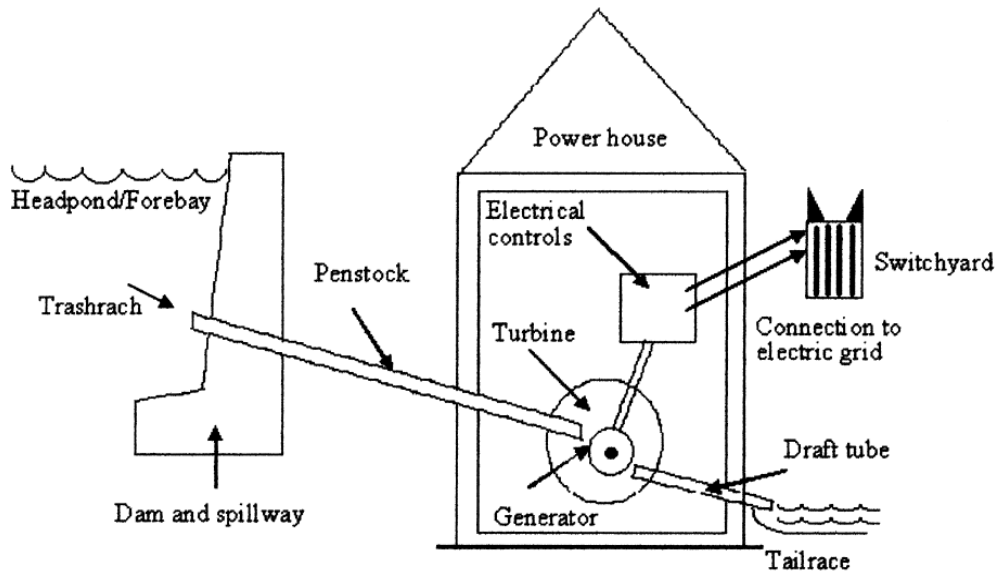 Power house
Headpond/Forebay
Electrical
controls
Switchyard
Trashrach
Penstock
Turbine
Connection to
electric grid
Draft tube
Dam and spillway
Generator
Tailrace